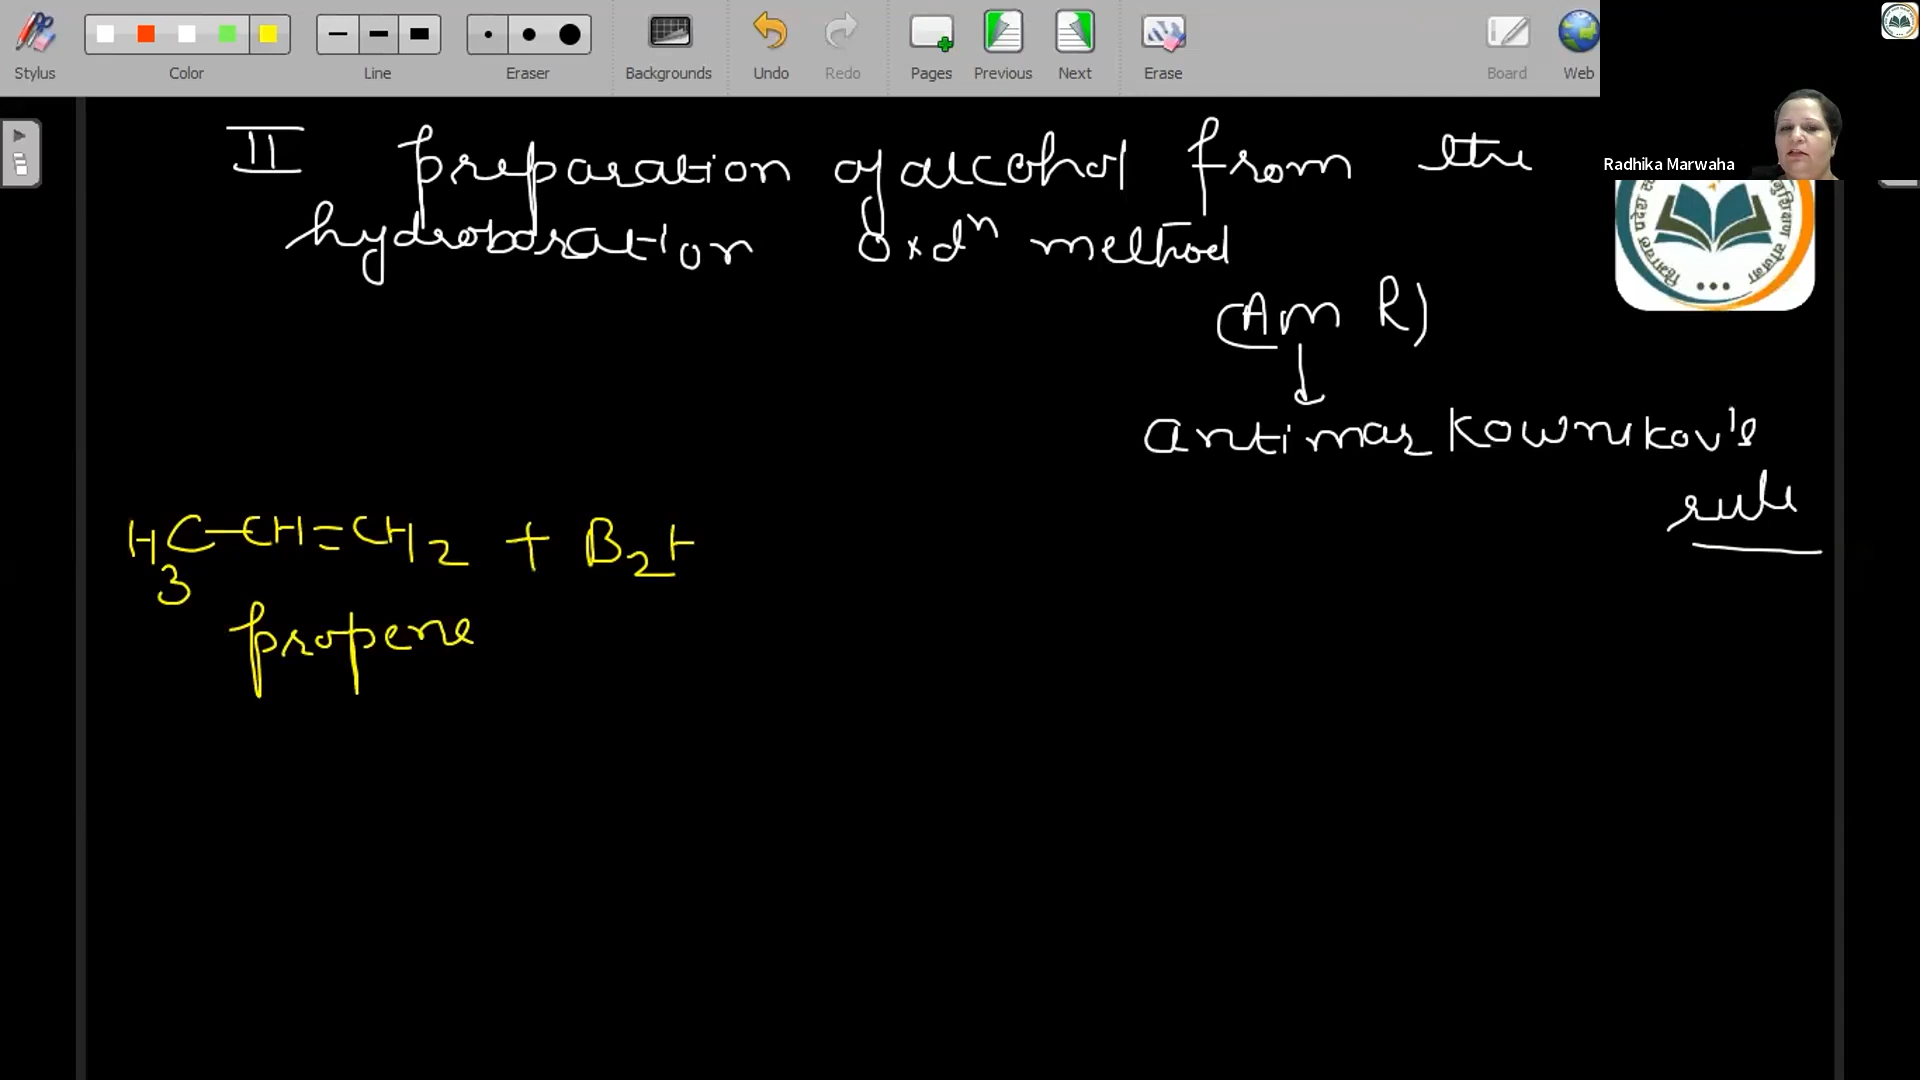 Stylus
Color
Line
Eraser
Backgrounds
Undo
Redo
Pages
Previous
Next
Erase
Board
Web
Radhika Marwaha
II preparation of alcohol from the
hydroboration Oxdⁿ method
(Am R)
↓
antimarkownikov's
rule
H₃C-CH=CH₂ + B₂H
propene